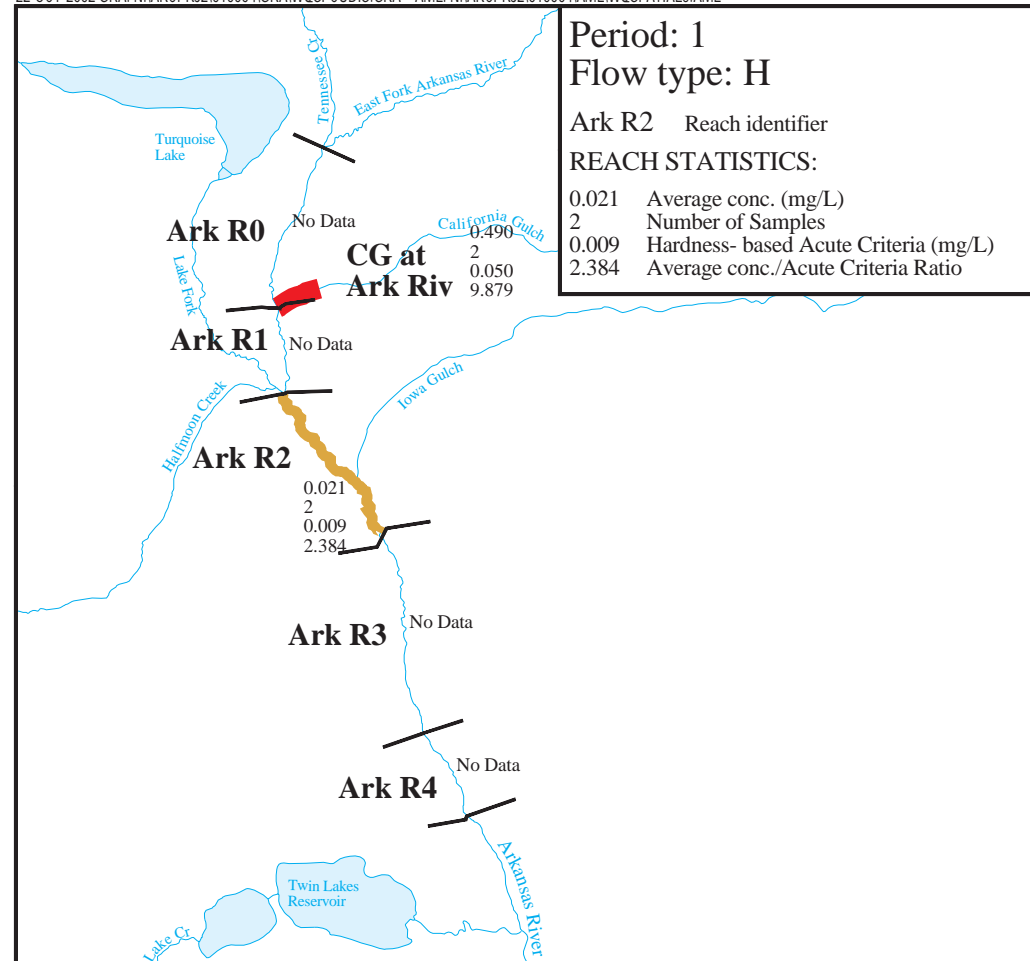 Period: 1
Flow type: H
Ark R2 Reach identifier
REACH STATISTICS:
0.021 Average conc. (mg/L)
2 Number of Samples
0.009 Hardness- based Acute Criteria (mg/L)
2.384 Average conc./Acute Criteria Ratio
Tennessee Cr
East Fork Arkansas River
Turquoise
Lake
Ark R0
No Data
California Gulch
0.490
2
0.050
9.879
CG at
Ark Riv
Lake Fork
Ark R1
No Data
Iowa Gulch
Halfmoon Creek
Ark R2
0.021
2
0.009
2.384
Ark R3
No Data
No Data
Ark R4
Arkansas River
Twin Lakes
Reservoir
Lake Cr